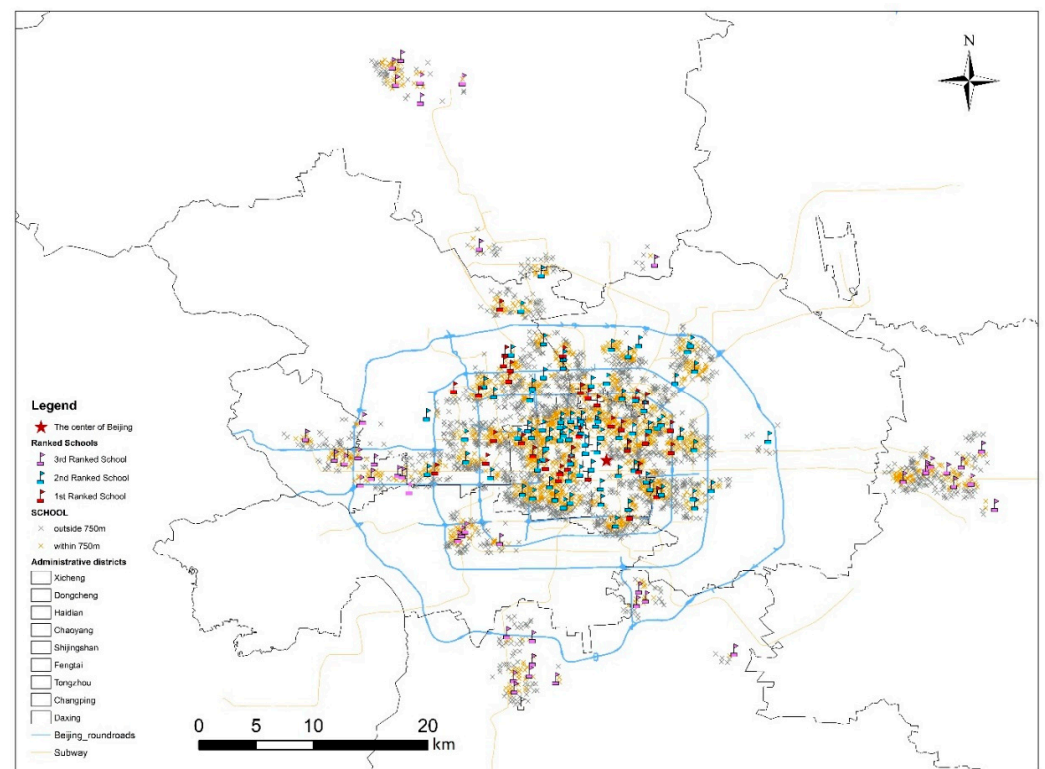 N
Legend
The center of Beijing
Ranked Schools
3rd Ranked School
2nd Ranked School
1st Ranked School
SCHOOL
outside 750m
within 750m
Administrative districts
Xicheng
Dongcheng
Haidian
Chaoyang
Shijingshan
Fengtai
Tongzhou
Changping
Daxing
Beijing_roundroads
Subway
0 5 10 20
km